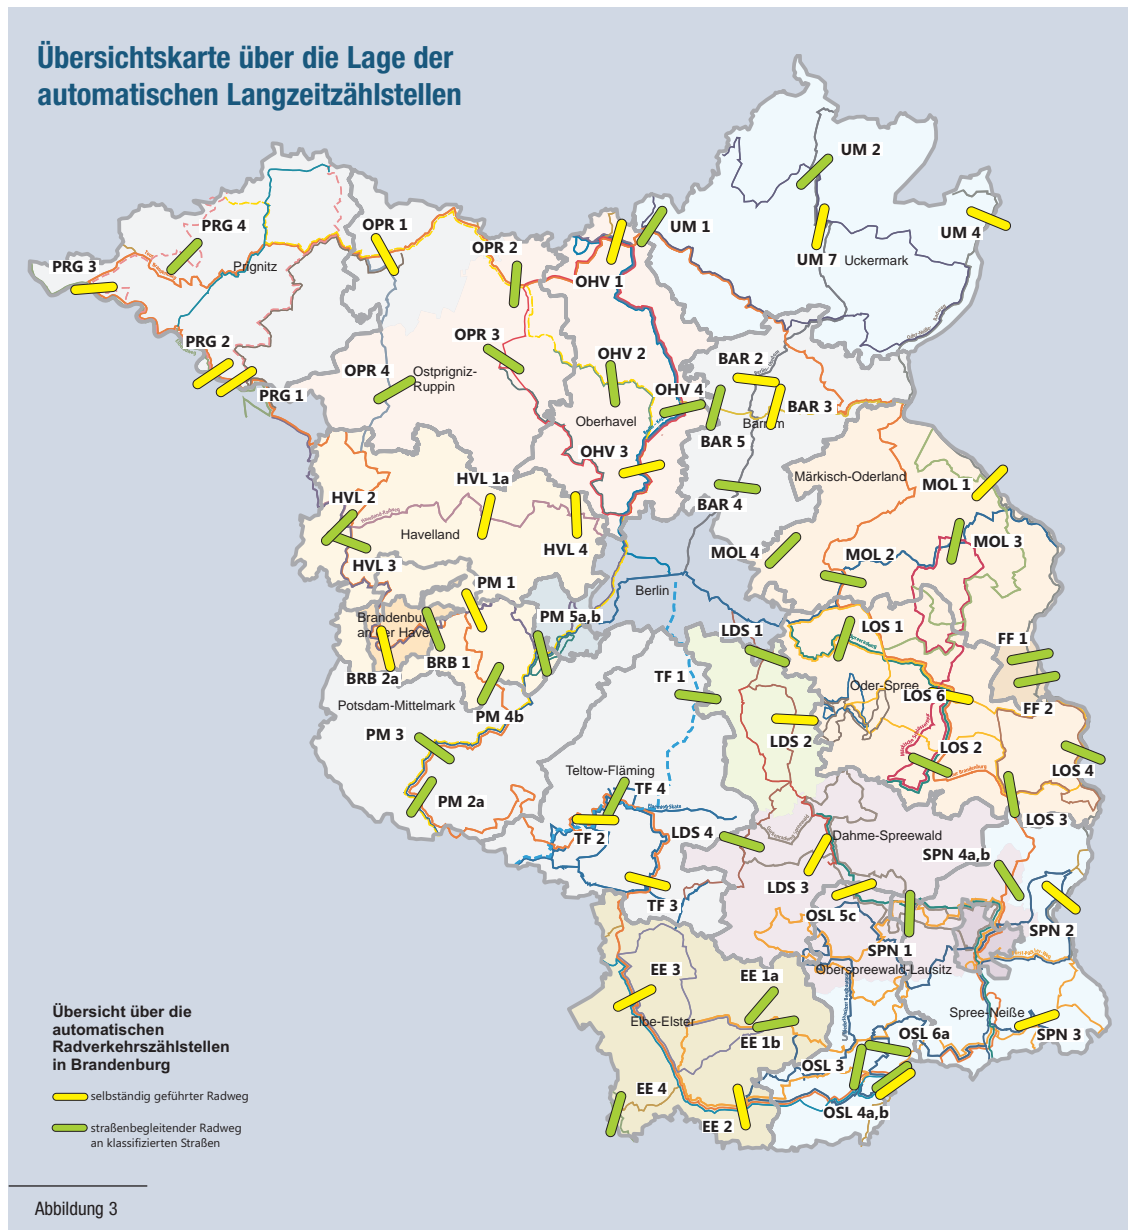 Übersichtskarte über die Lage der
automatischen Langzeitzählstellen
UM 2
PRG 4
OPR 1
OPR 2
UM 1
UM 4
PRG 3
Prignitz
UM 7
Uckermark
OHV 1
PRG 2
OPR 3
OHV 2
BAR 2
OPR 4
Ostprigniz-
Ruppin
OHV 4
PRG 1
BAR 3
Oberhavel
Barnim
BAR 5
OHV 3
HVL 1a
Märkisch-Oderland
MOL 1
HVL 2
BAR 4
Havelland
HVL 4
MOL 4
MOL 3
MOL 2
HVL 3
PM 1
Berlin
Brandenburg
an der Havel
PM 5a,b
LDS 1
LOS 1
FF 1
BRB 1
BRB 2a
TF 1
Oder-Spree
LOS 6
Potsdam-Mittelmark
PM 4b
FF 2
PM 3
LDS 2
LOS 2
LOS 4
Teltow-Fläming
TF 4
PM 2a
LOS 3
TF 2
LDS 4
Dahme-Spreewald
SPN 4a,b
LDS 3
TF 3
OSL 5c
SPN 2
SPN 1
EE 3
EE 1a
Oberspreewald-Lausitz
Übersicht über die
automatischen
Radverkehrszählstellen
in Brandenburg
Elbe-Elster
Spree-Neiße
EE 1b
OSL 6a
SPN 3
OSL 3
selbständig geführter Radweg
EE 4
OSL 4a,b
EE 2
straßenbegleitender Radweg
an klassifizierten Straßen
Abbildung 3